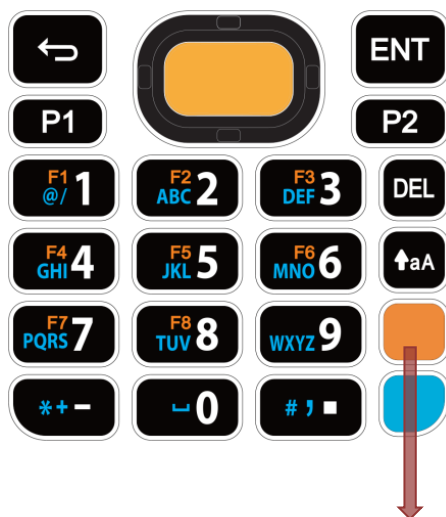 ENT
P1 P2
F1 @/ 1 F2 ABC 2 F3 DEF 3 DEL
F4 GHI 4 F5 JKL 5 F6 MNO 6 aA
F7 PQRS 7 F8 TUV 8 WXYZ 9
*+- ⎵0 # , .